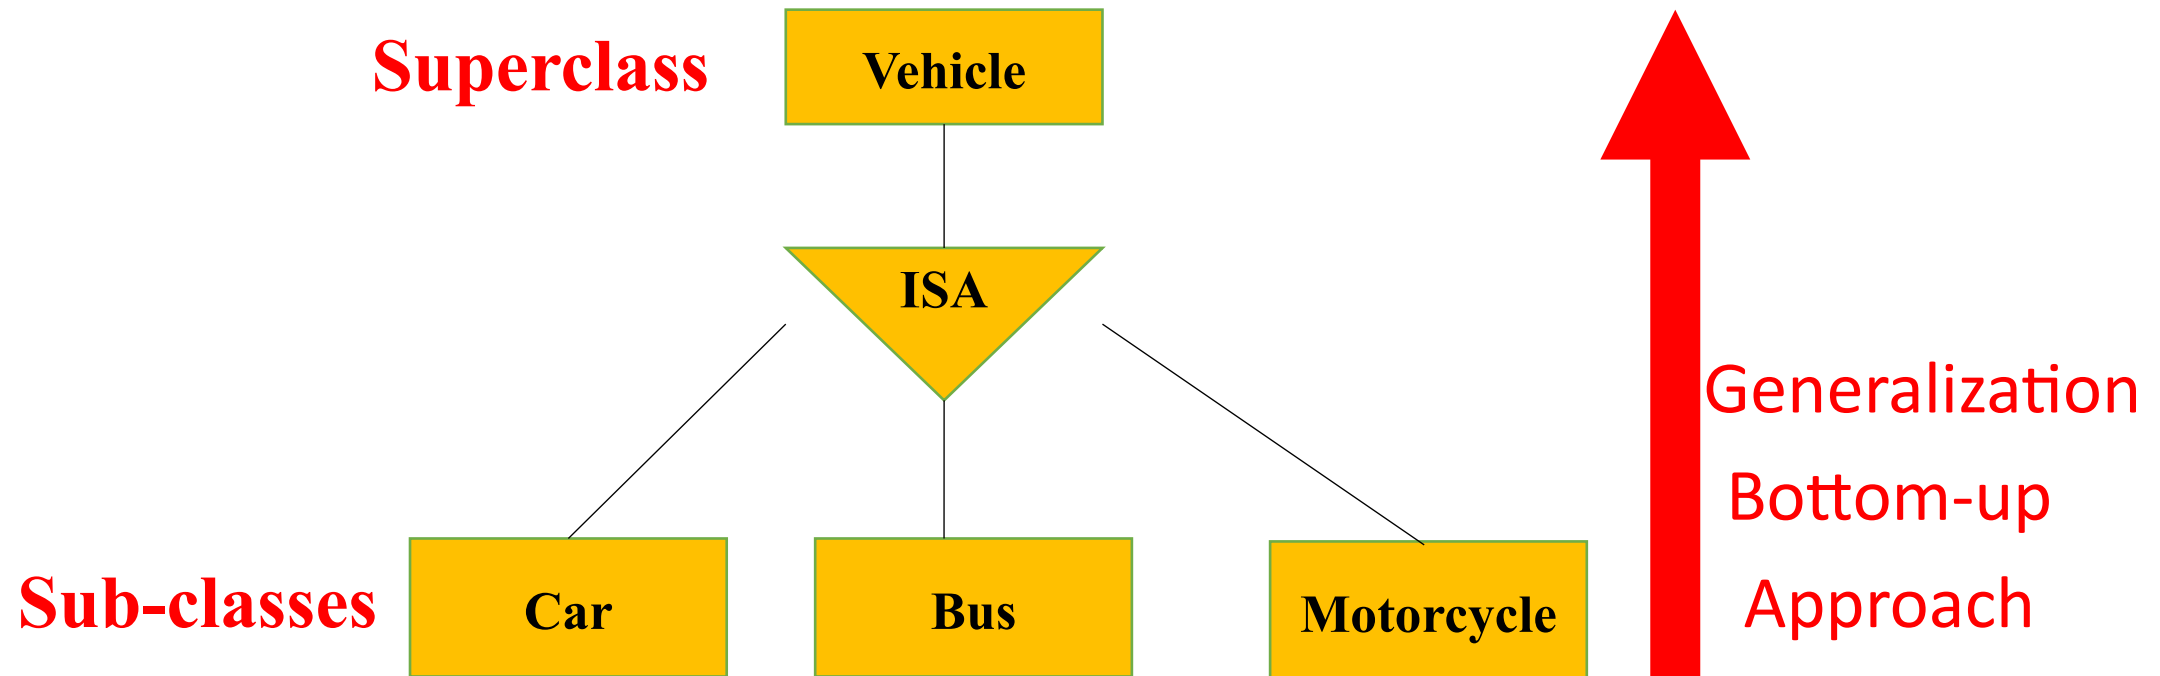 Superclass
Vehicle
ISA
Generalization
Bottom-up
Approach
Sub-classes
Car
Bus
Motorcycle